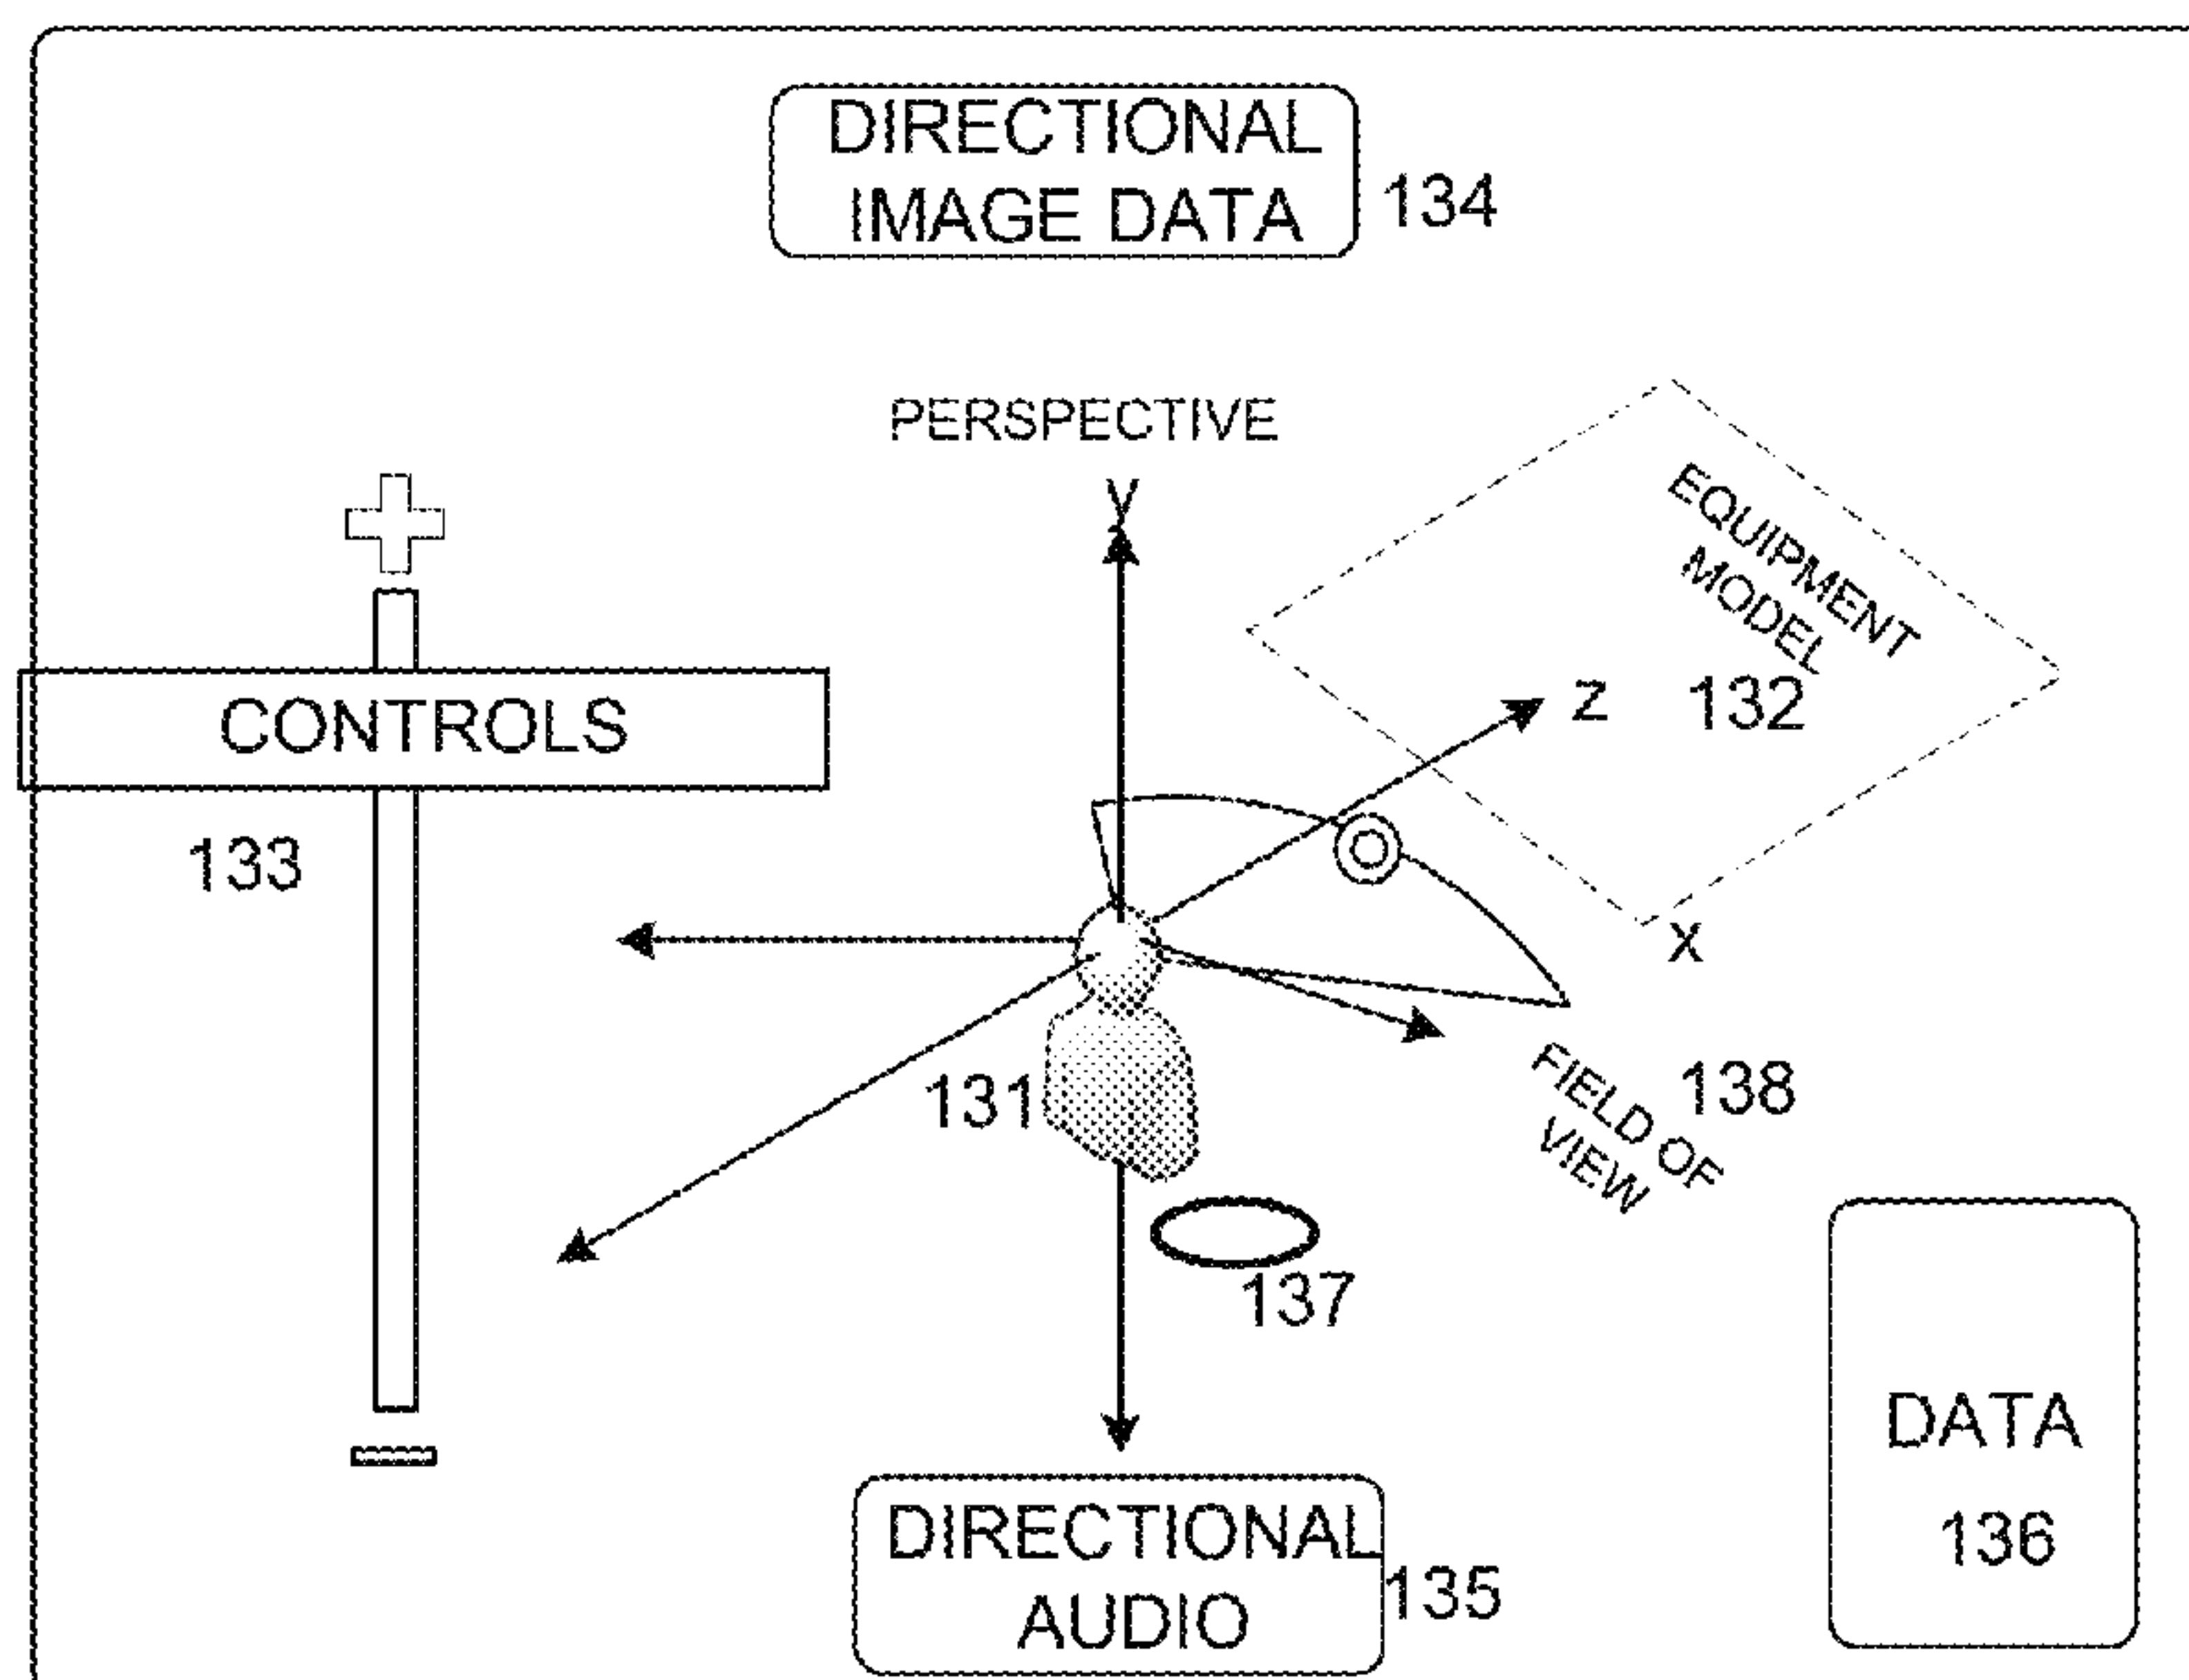 DIRECTIONAL
IMAGE DATA
134
PERSPECTIVE
y
EQUIPMENT
MODEL
132
Z
CONTROLS
133
X
131
FIELD OF
VIEW
138
137
DATA
136
DIRECTIONAL
AUDIO
135